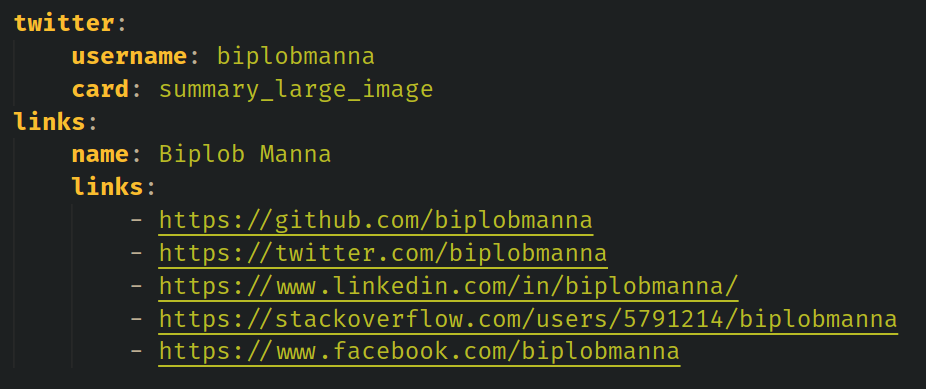 twitter:
    username: biplobmanna
    card: summary_large_image
links:
    name: Biplob Manna
    links:
        - https://github.com/biplobmanna
        - https://twitter.com/biplobmanna
        - https://www.linkedin.com/in/biplobmanna/
        - https://stackoverflow.com/users/5791214/biplobmanna
        - https://www.facebook.com/biplobmanna